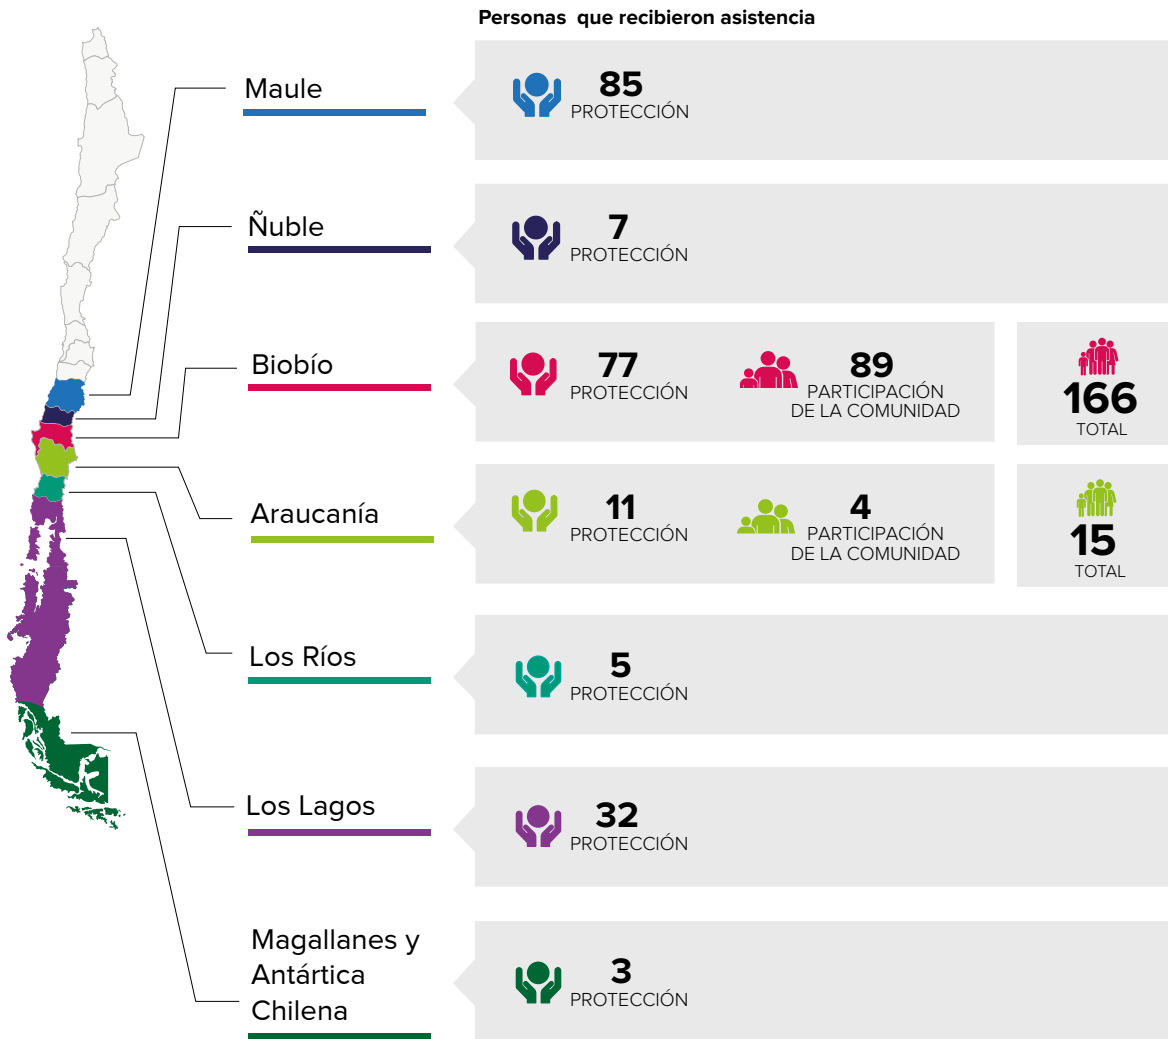 Personas que recibieron asistencia
Maule
85
PROTECCIÓN
Ñuble
7
PROTECCIÓN
Biobío
77
PROTECCIÓN
89
PARTICIPACIÓN
DE LA COMUNIDAD
166
TOTAL
Araucanía
11
PROTECCIÓN
4
PARTICIPACIÓN
DE LA COMUNIDAD
15
TOTAL
Los Ríos
5
PROTECCIÓN
Los Lagos
32
PROTECCIÓN
Magallanes y
Antártica
Chilena
3
PROTECCIÓN